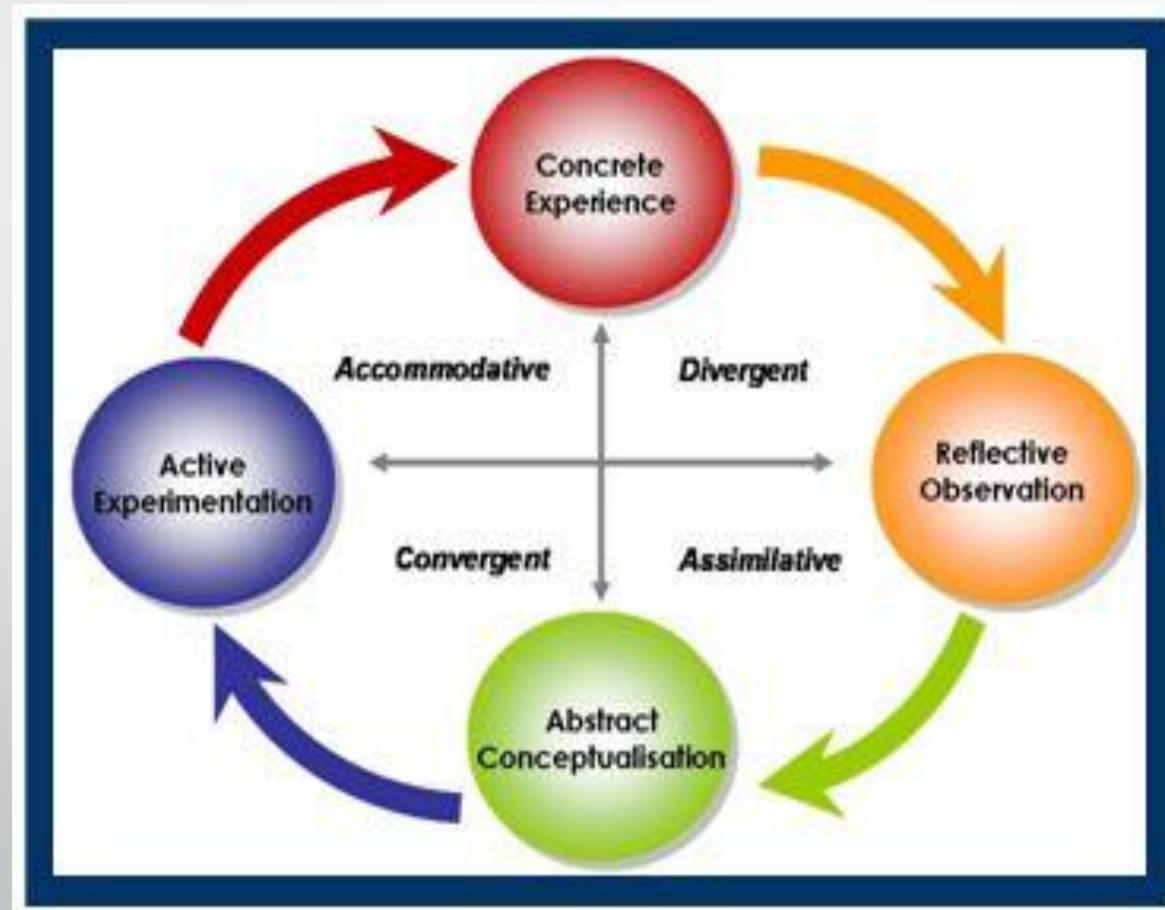 Concrete
Experience
Accommodative
Divergent
Active
Experimentation
Reflective
Observation
Convergent
Assimilative
Abstract
Conceptualisation